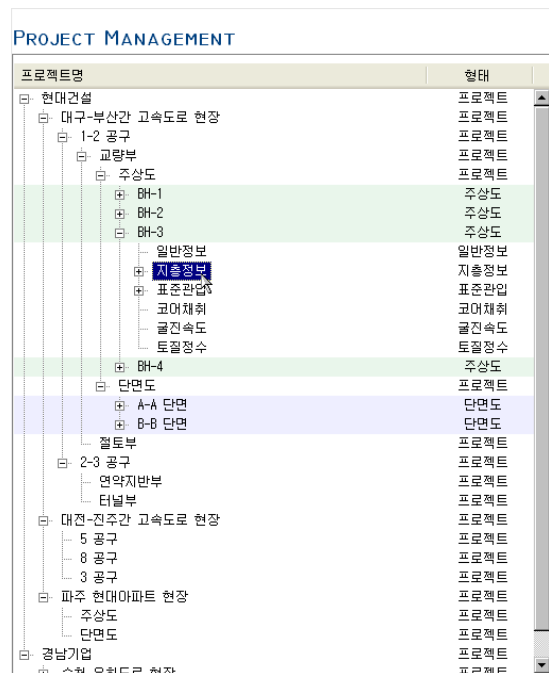 PROJECT MANAGEMENT
프로젝트명 형태
현대건설 프로젝트
대구-부산간 고속도로 현장 프로젝트
1-2 공구 프로젝트
교량부 프로젝트
주상도 프로젝트
BH-1 주상도
BH-2 주상도
BH-3 주상도
일반정보 일반정보
지층정보 지층정보
표준관입 표준관입
코어채취 코어채취
굴진속도 굴진속도
토질정수 토질정수
BH-4 주상도
단면도 프로젝트
A-A 단면 단면도
B-B 단면 단면도
절토부 프로젝트
2-3 공구 프로젝트
연약지반부 프로젝트
터널부 프로젝트
대전-진주간 고속도로 현장 프로젝트
5 공구 프로젝트
8 공구 프로젝트
3 공구 프로젝트
파주 현대아파트 현장 프로젝트
주상도 프로젝트
단면도 프로젝트
경남기업 프로젝트
현장 프로젝트